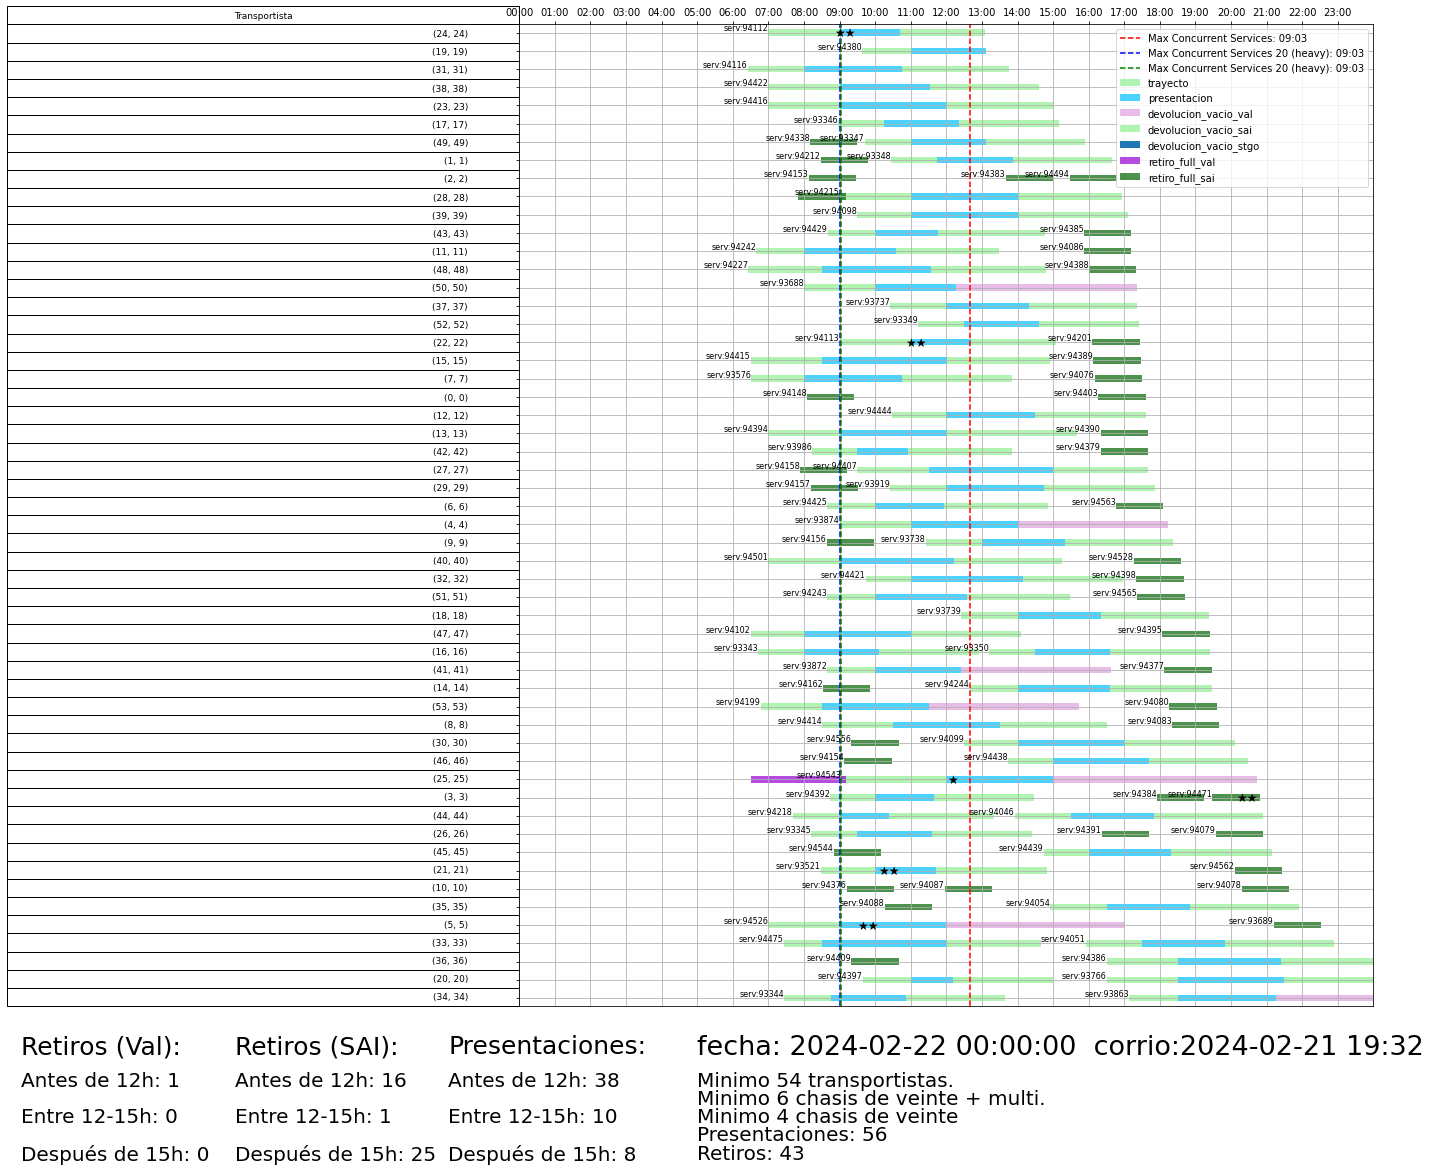 Transportista
00:00 01:00 02:00 03:00 04:00 05:00 06:00 07:00 08:00 09:00 10:00 11:00 12:00 13:00 14:00 15:00 16:00 17:00 18:00 19:00 20:00 21:00 22:00 23:00
Max Concurrent Services: 09:03
Max Concurrent Services 20 (heavy): 09:03
Max Concurrent Services 20 (heavy): 09:03
trayecto
presentacion
devolucion_vacio_val
devolucion_vacio_sai
devolucion_vacio_stgo
retiro_full_val
retiro_full_sai
(24, 24) serv:94112
(19, 19) serv:94380
(31, 31) serv:94116
(38, 38) serv:94422
(23, 23) serv:94416
(17, 17) serv:93346
(49, 49) serv:94338 serv:93347
(1, 1) serv:94212 serv:93348
(2, 2) serv:94153 serv:94383 serv:94494
(28, 28) serv:94215
(39, 39) serv:94098
(43, 43) serv:94429 serv:94385
(11, 11) serv:94242 serv:94086
(48, 48) serv:94227 serv:94388
(50, 50) serv:93688
(37, 37) serv:93737
(52, 52) serv:93349
(22, 22) serv:94113 serv:94201
(15, 15) serv:94415 serv:94389
(7, 7) serv:93576 serv:94076
(0, 0) serv:94148 serv:94403
(12, 12) serv:94444
(13, 13) serv:94394 serv:94390
(42, 42) serv:93986 serv:94379
(27, 27) serv:94158 serv:94407
(29, 29) serv:94157 serv:93919
(6, 6) serv:94425 serv:94563
(4, 4) serv:93874
(9, 9) serv:94156 serv:93738
(40, 40) serv:94501 serv:94528
(32, 32) serv:94421 serv:94398
(51, 51) serv:94243 serv:94565
(18, 18) serv:93739
(47, 47) serv:94102 serv:94395
(16, 16) serv:93343 serv:93350
(41, 41) serv:93872 serv:94377
(14, 14) serv:94162 serv:94244
(53, 53) serv:94199 serv:94080
(8, 8) serv:94414 serv:94083
(30, 30) serv:94556 serv:94099
(46, 46) serv:94154 serv:94438
(25, 25) serv:94543
(3, 3) serv:94392 serv:94384 serv:94471
(44, 44) serv:94218 serv:94046
(26, 26) serv:93345 serv:94391 serv:94079
(45, 45) serv:94544 serv:94439
(21, 21) serv:93521 serv:94562
(10, 10) serv:94376 serv:94087 serv:94078
(35, 35) serv:94088 serv:94054
(5, 5) serv:94526 serv:93689
(33, 33) serv:94475 serv:94051
(36, 36) serv:94409 serv:94386
(20, 20) serv:94397 serv:93766
(34, 34) serv:93344 serv:93863
Retiros (Val):
Antes de 12h: 1
Entre 12-15h: 0
Después de 15h: 0
Retiros (SAI):
Antes de 12h: 16
Entre 12-15h: 1
Después de 15h: 25
Presentaciones:
Antes de 12h: 38
Entre 12-15h: 10
Después de 15h: 8
fecha: 2024-02-22 00:00:00 corrio:2024-02-21 19:32
Minimo 54 transportistas.
Minimo 6 chasis de veinte + multi.
Minimo 4 chasis de veinte
Presentaciones: 56
Retiros: 43